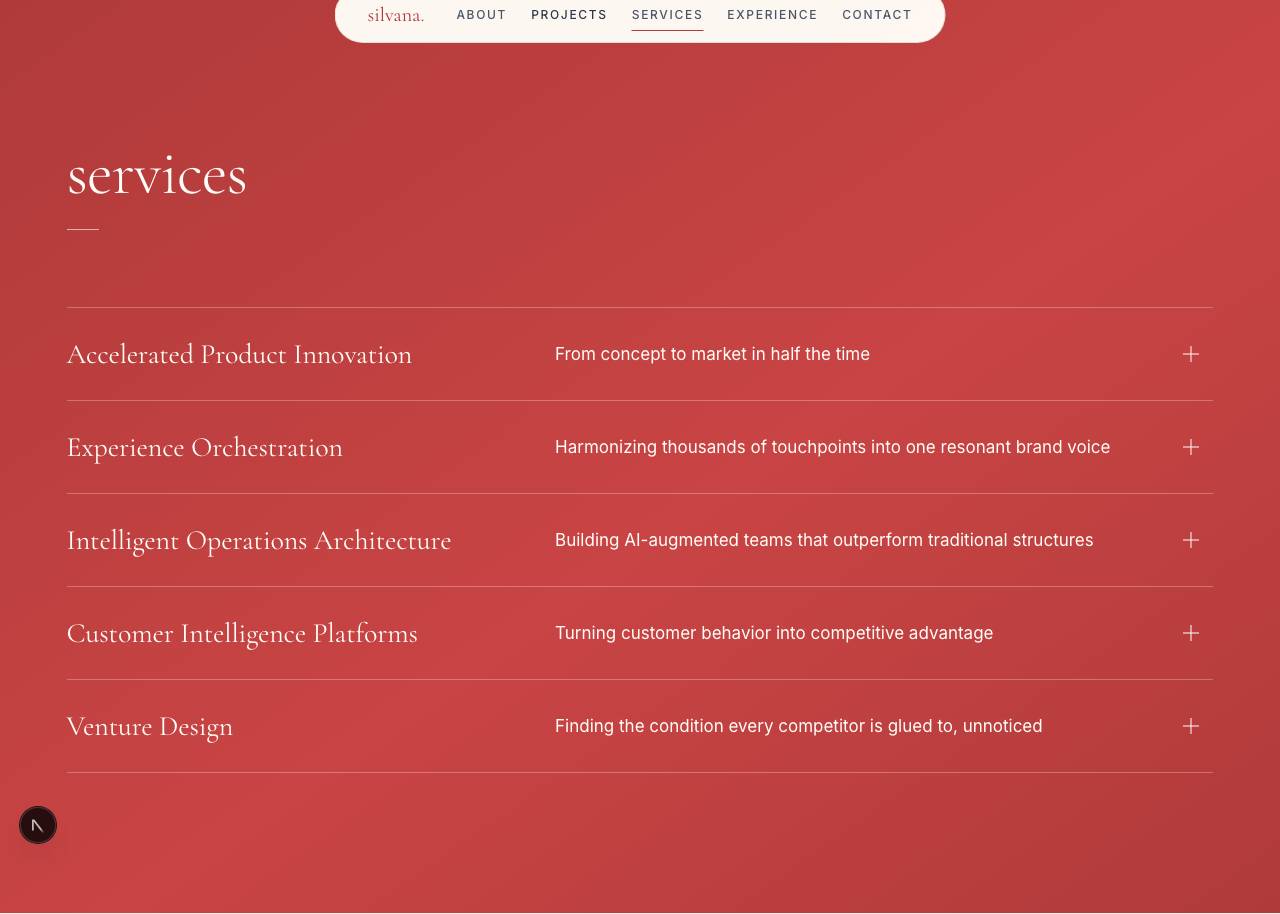 silvana. ABOUT PROJECTS SERVICES EXPERIENCE CONTACT
services
Accelerated Product Innovation From concept to market in half the time
Experience Orchestration Harmonizing thousands of touchpoints into one resonant brand voice
Intelligent Operations Architecture Building AI-augmented teams that outperform traditional structures
Customer Intelligence Platforms Turning customer behavior into competitive advantage
Venture Design Finding the condition every competitor is glued to, unnoticed